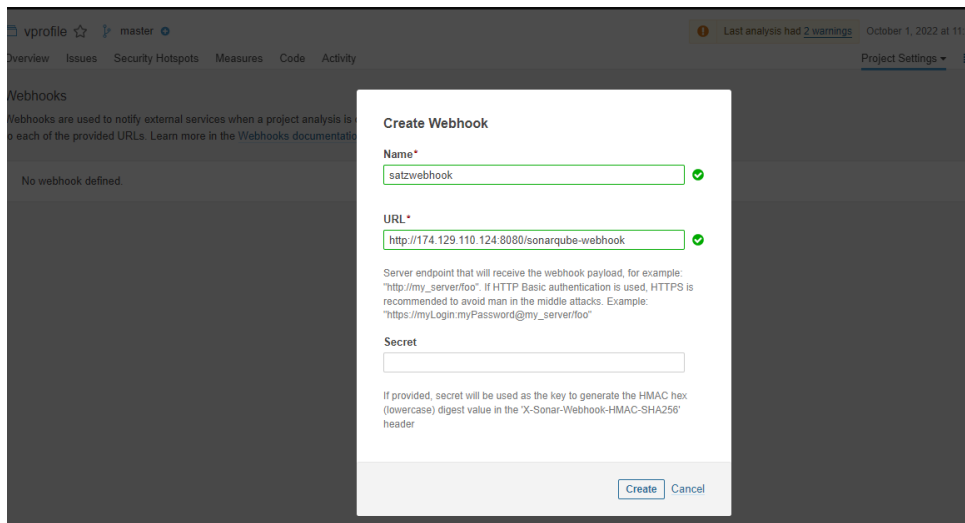 vprofile master
Last analysis had 2 warnings October 1, 2022 at 11:
Overview Issues Security Hotspots Measures Code Activity
Project Settings
Webhooks
Webhooks are used to notify external services when a project analysis is
to each of the provided URLs. Learn more in the Webhooks documentatio
No webhook defined.
Create Webhook
Name*
satzwebhook
URL*
http://174.129.110.124:8080/sonarqube-webhook
Server endpoint that will receive the webhook payload, for example:
"http://my_server/foo". If HTTP Basic authentication is used, HTTPS is
recommended to avoid man in the middle attacks. Example:
"https://myLogin:myPassword@my_server/foo"
Secret
If provided, secret will be used as the key to generate the HMAC hex
(lowercase) digest value in the 'X-Sonar-Webhook-HMAC-SHA256'
header
Create Cancel